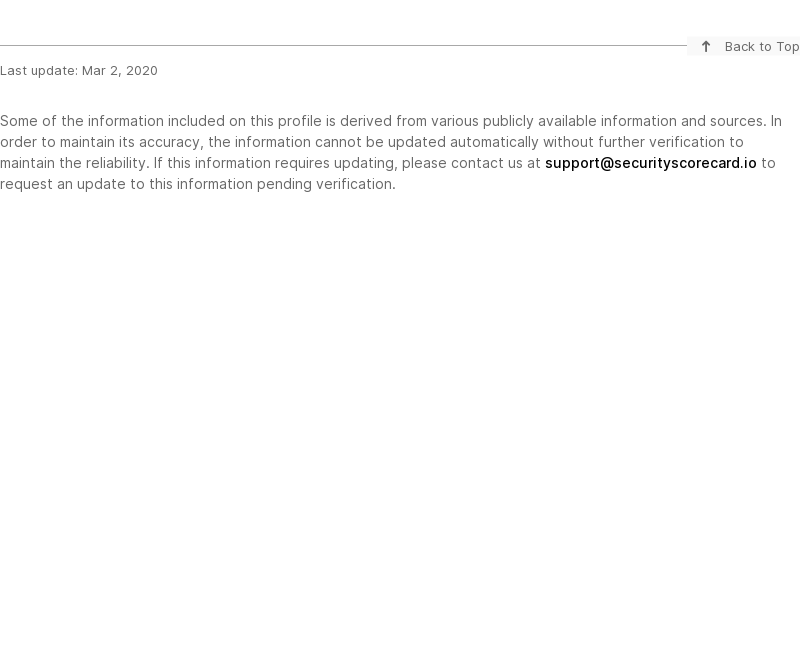 Back to Top
Last update: Mar 2, 2020
Some of the information included on this profile is derived from various publicly available information and sources. In
order to maintain its accuracy, the information cannot be updated automatically without further verification to
maintain the reliability. If this information requires updating, please contact us at support@securityscorecard.io to
request an update to this information pending verification.